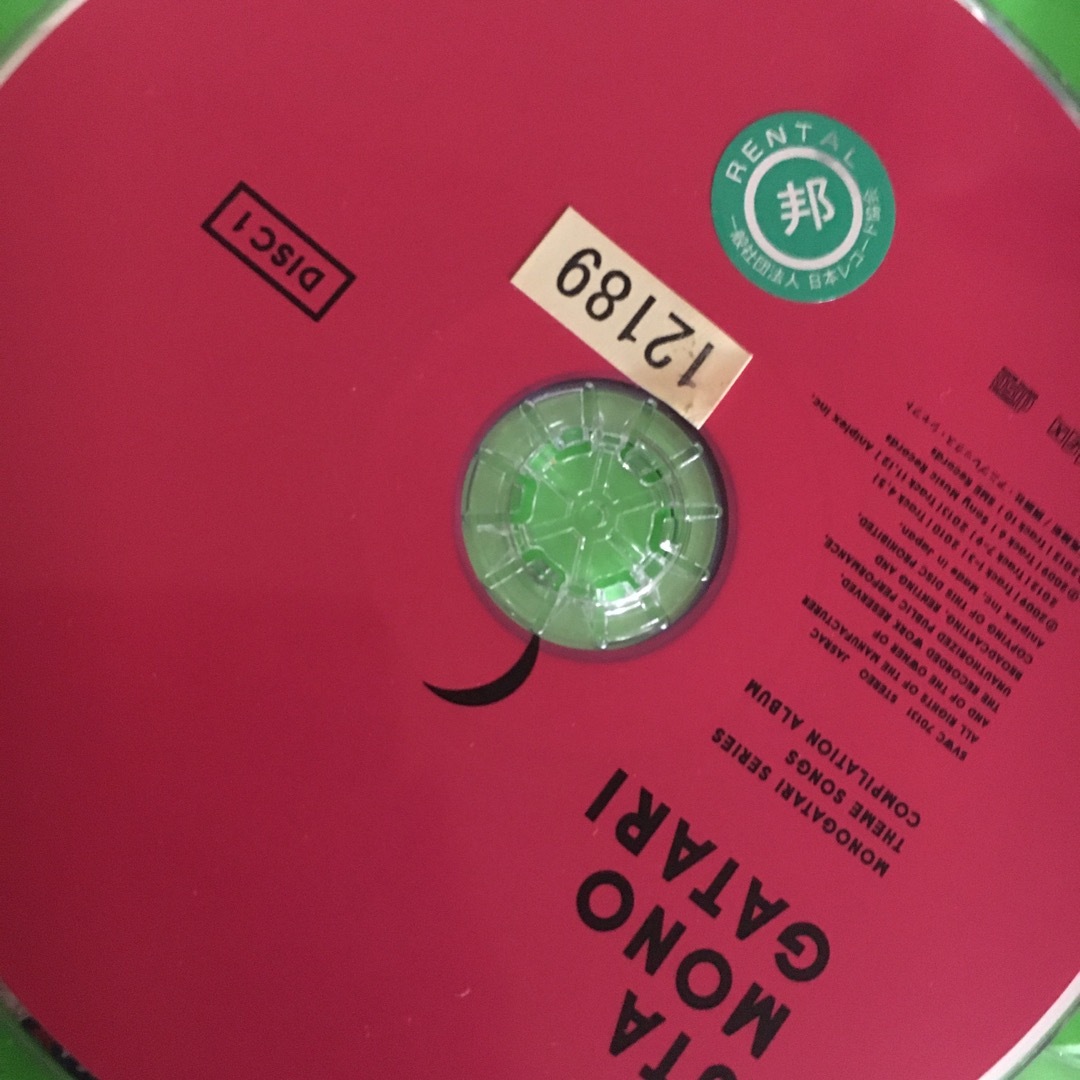 UTA
MONO
GATARI
MONOGATARI SERIES
THEME SONGS
COMPILATION ALBUM
SVWC 70131 STEREO JASRAC
ALL RIGHTS OF THE MANUFACTURER
AND OF THE OWNER OF
THE RECORDED WORK RESERVED.
UNAUTHORIZED PUBLIC PERFORMANCE,
BROADCASTING, RENTING AND
COPYING OF THIS DISC PROHIBITED.
Aniplex Inc. Made in Japan.
DISC 1
12189
RENTAL
邦
一般社団法人 日本レコード協会